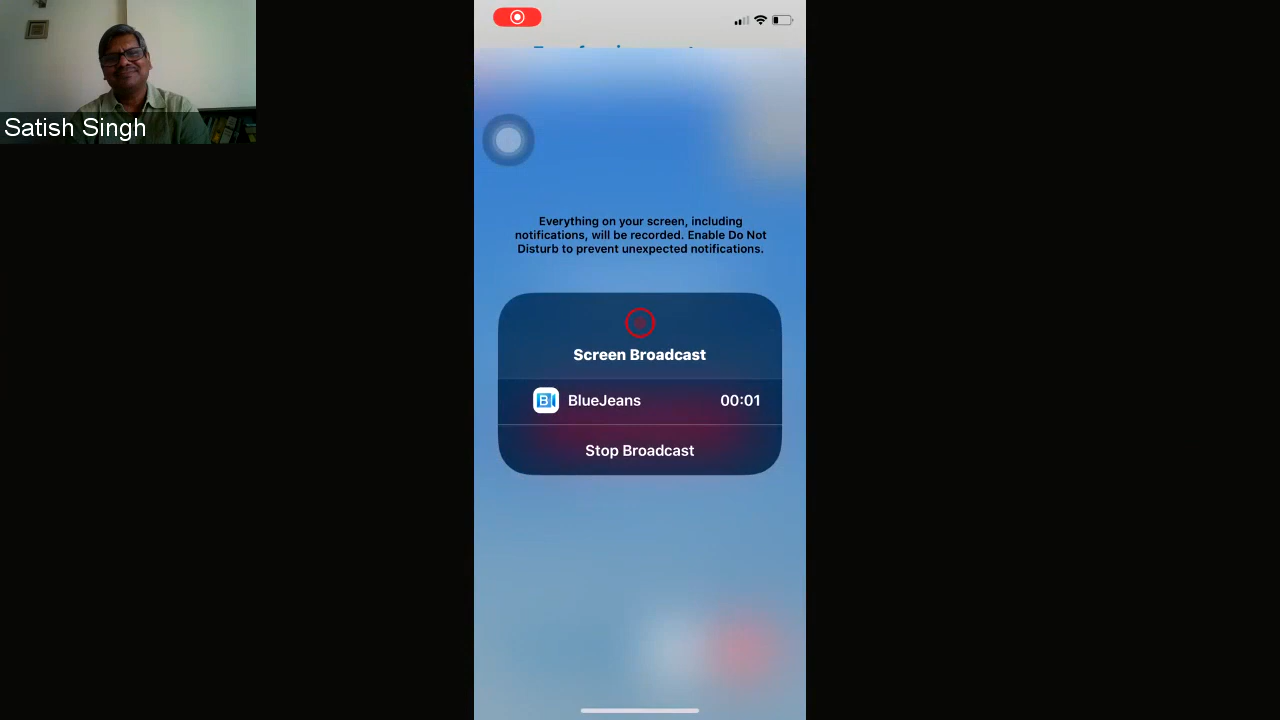 Satish Singh
Everything on your screen, including
notifications, will be recorded. Enable Do Not
Disturb to prevent unexpected notifications.
Screen Broadcast
BlueJeans 00:01
Stop Broadcast